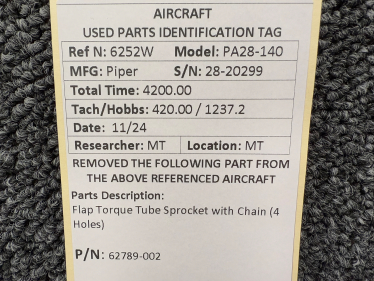 AIRCRAFT
USED PARTS IDENTIFICATION TAG
Ref N: 6252W Model: PA28-140
MFG: Piper S/N: 28-20299
Total Time: 4200.00
Tach/Hobbs: 420.00 / 1237.2
Date: 11/24
Researcher: MT Location: MT
REMOVED THE FOLLOWING PART FROM
THE ABOVE REFERENCED AIRCRAFT
Parts Description:
Flap Torque Tube Sprocket with Chain (4
Holes)
P/N: 62789-002